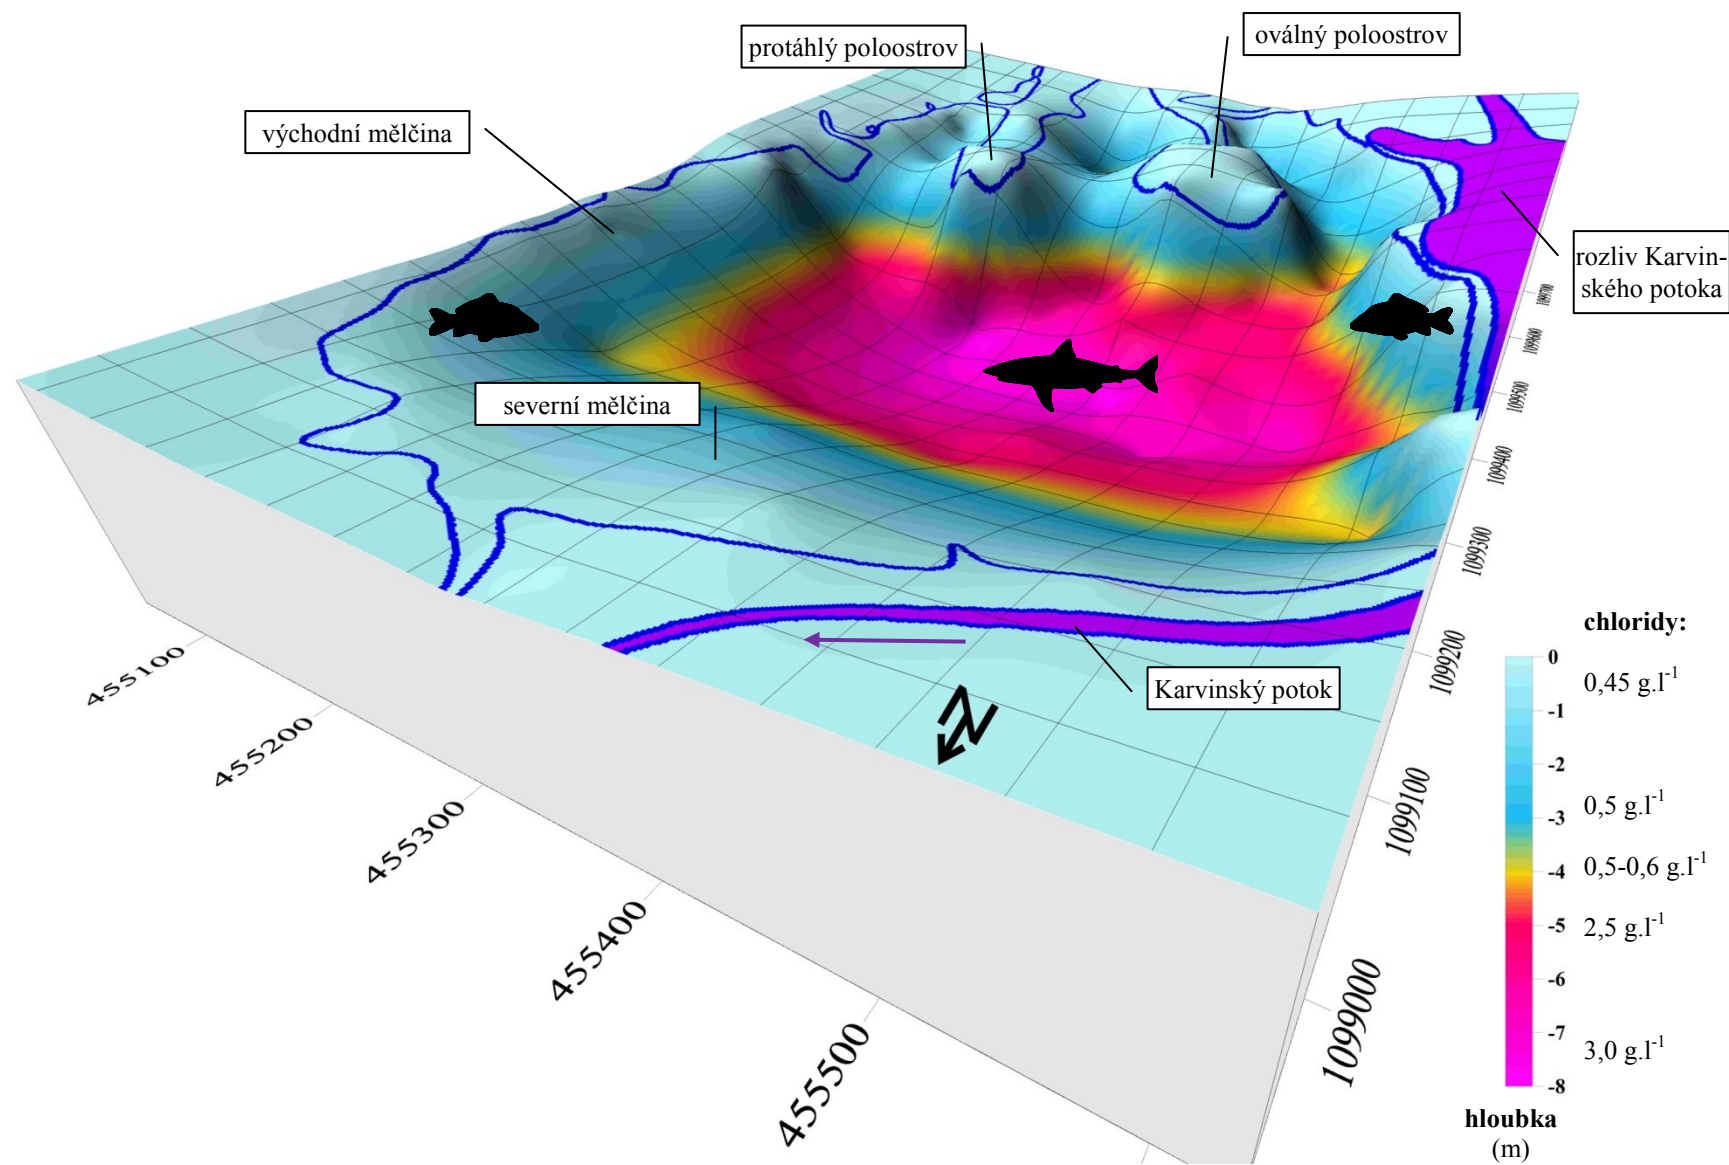 protáhlý poloostrov
oválný poloostrov
východní mělčina
rozliv Karvin-
ského potoka
severní mělčina
Karvinský potok
N
455100
455200
455300
455400
455500
1099700
1099600
1099500
1099400
1099300
1099200
1099100
1099000
chloridy:
0
0,45 g.l-1
-1
-2
0,5 g.l-1
-3
-4 0,5-0,6 g.l-1
-5 2,5 g.l-1
-6
-7
3,0 g.l-1
-8
hloubka
(m)